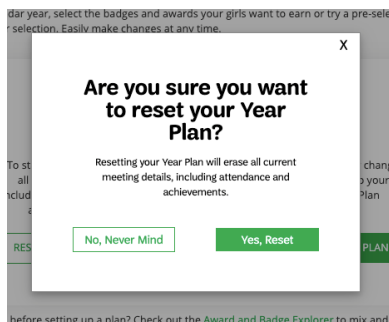 dar year, select the badges and awards your girls want to earn or try a pre-sele
r selection. Easily make changes at any time.
X
Are you sure you want
to reset your Year
Plan?
To st
chang
Resetting your Year Plan will erase all current
all
your
meeting details, including attendance and
nclud
Plan
achievements.
a
RES
No, Never Mind
Yes, Reset
PLAN
before setting up a plan? Check out the Award and Badge Explorer to mix and